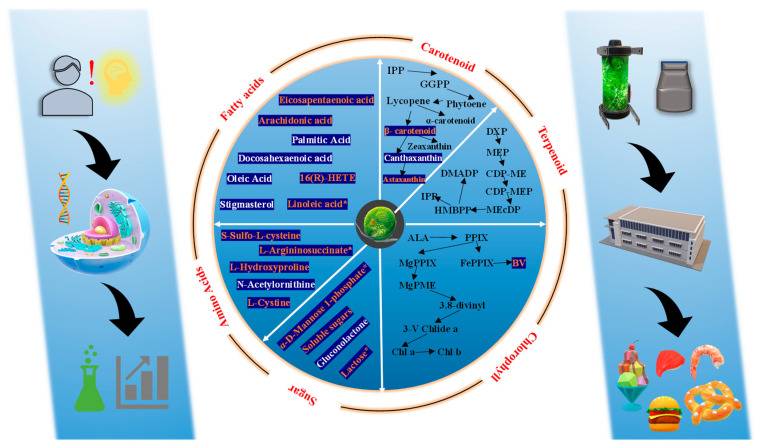 !
Carotenoid
Fatty acids
Terpenoid
Amino Acids
Sugar
Chlorophyll
Eicosapentaenoic acid
Arachidonic acid
Palmitic Acid
Docosahexaenoic acid
Oleic Acid
16(R)-HETE
Stigmasterol
Linoleic acid*
IPP
GGPP
Lycopene
Phytoene
α-carotenoid
β- carotenoid
Zeaxanthin
Canthaxanthin
Astaxanthin
DXP
MEP
CDP-ME
DMADP
CDP-MEP
IPP
HMBPP
MEcDP
S-Sulfo-L-cysteine
L-Argininosuccinate*
L-Hydroxyproline
N-Acetylornithine
L-Cystine
α-D-Mannose 1-phosphate*
Soluble sugars
Gluconolactone
Lactose*
ALA
PPIX
MgPPIX
FePPIX
BV
MgPME
3,8-divinyl
3-V Chlide a
Chl a
Chl b